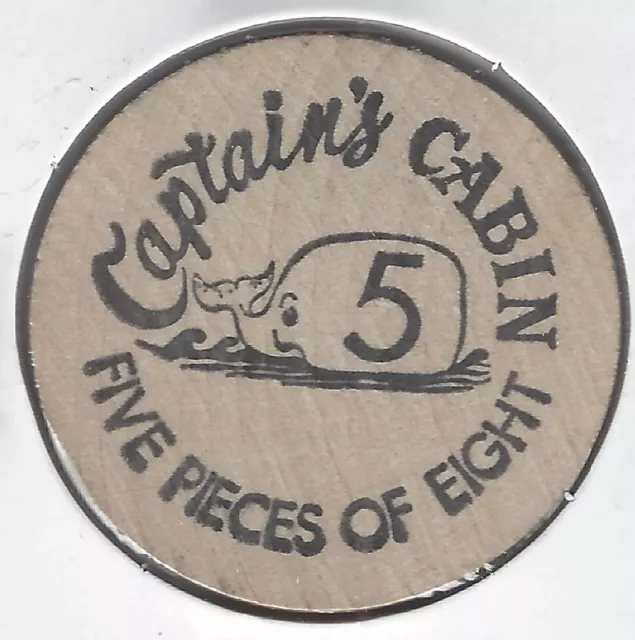 Captain's CABIN
5
FIVE PIECES OF EIGHT